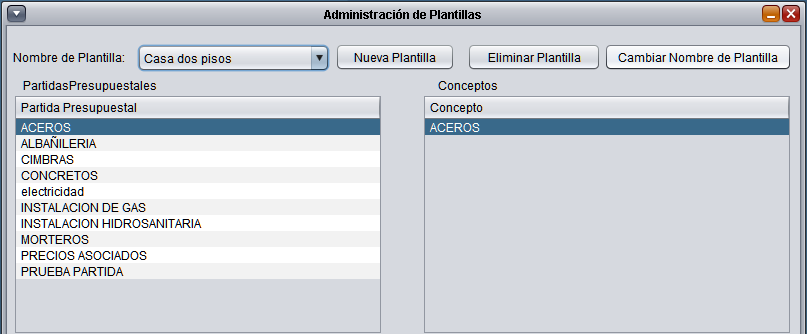 Administración de Plantillas
Nombre de Plantilla: Casa dos pisos Nueva Plantilla Eliminar Plantilla Cambiar Nombre de Plantilla
PartidasPresupuestales
Partida Presupuestal
ACEROS
ALBAÑILERIA
CIMBRAS
CONCRETOS
electricidad
INSTALACION DE GAS
INSTALACION HIDROSANITARIA
MORTEROS
PRECIOS ASOCIADOS
PRUEBA PARTIDA
Conceptos
Concepto
ACEROS